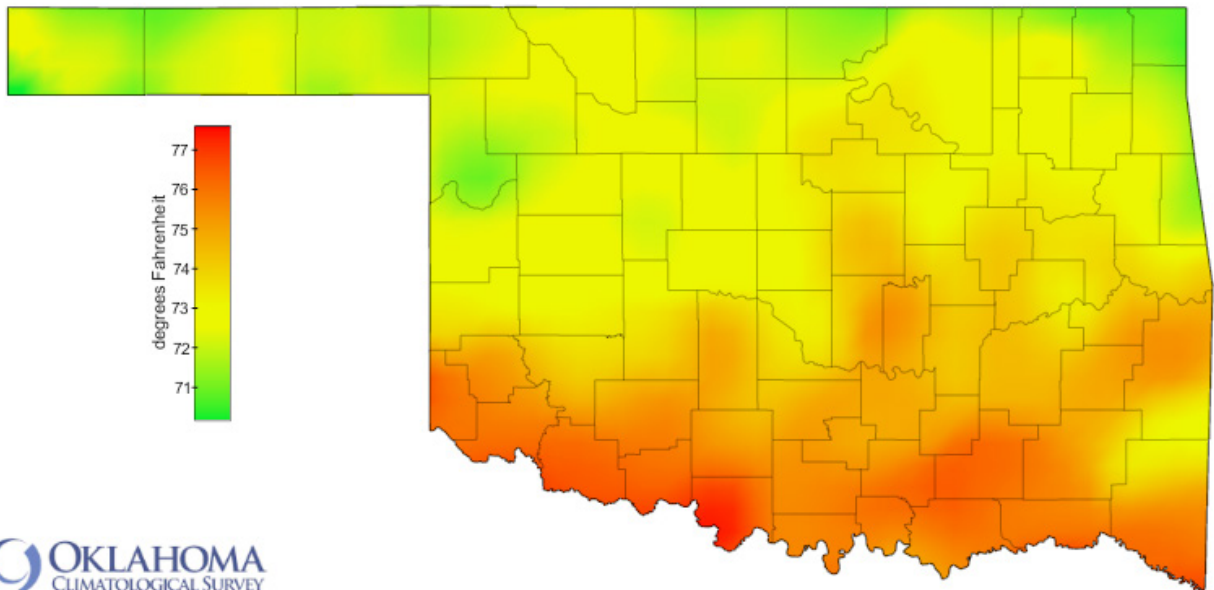 77
76
75
74
73
72
71
degrees Fahrenheit
OKLAHOMA
CLIMATOLOGICAL SURVEY